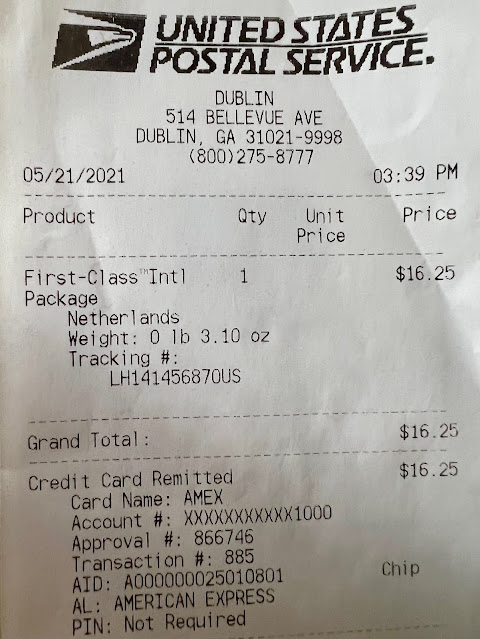 UNITED STATES
POSTAL SERVICE.
DUBLIN
514 BELLEVUE AVE
DUBLIN, GA 31021-9998
(800)275-8777
05/21/2021 03:39 PM
Product Qty Unit Price
Price
First-Class™Intl 1 $16.25
Package
Netherlands
Weight: 0 lb 3.10 oz
Tracking #:
LH141456870US
Grand Total: $16.25
Credit Card Remitted $16.25
Card Name: AMEX
Account #: XXXXXXXXXXX1000
Approval #: 866746
Transaction #: 885
AID: A000000025010801 Chip
AL: AMERICAN EXPRESS
PIN: Not Required